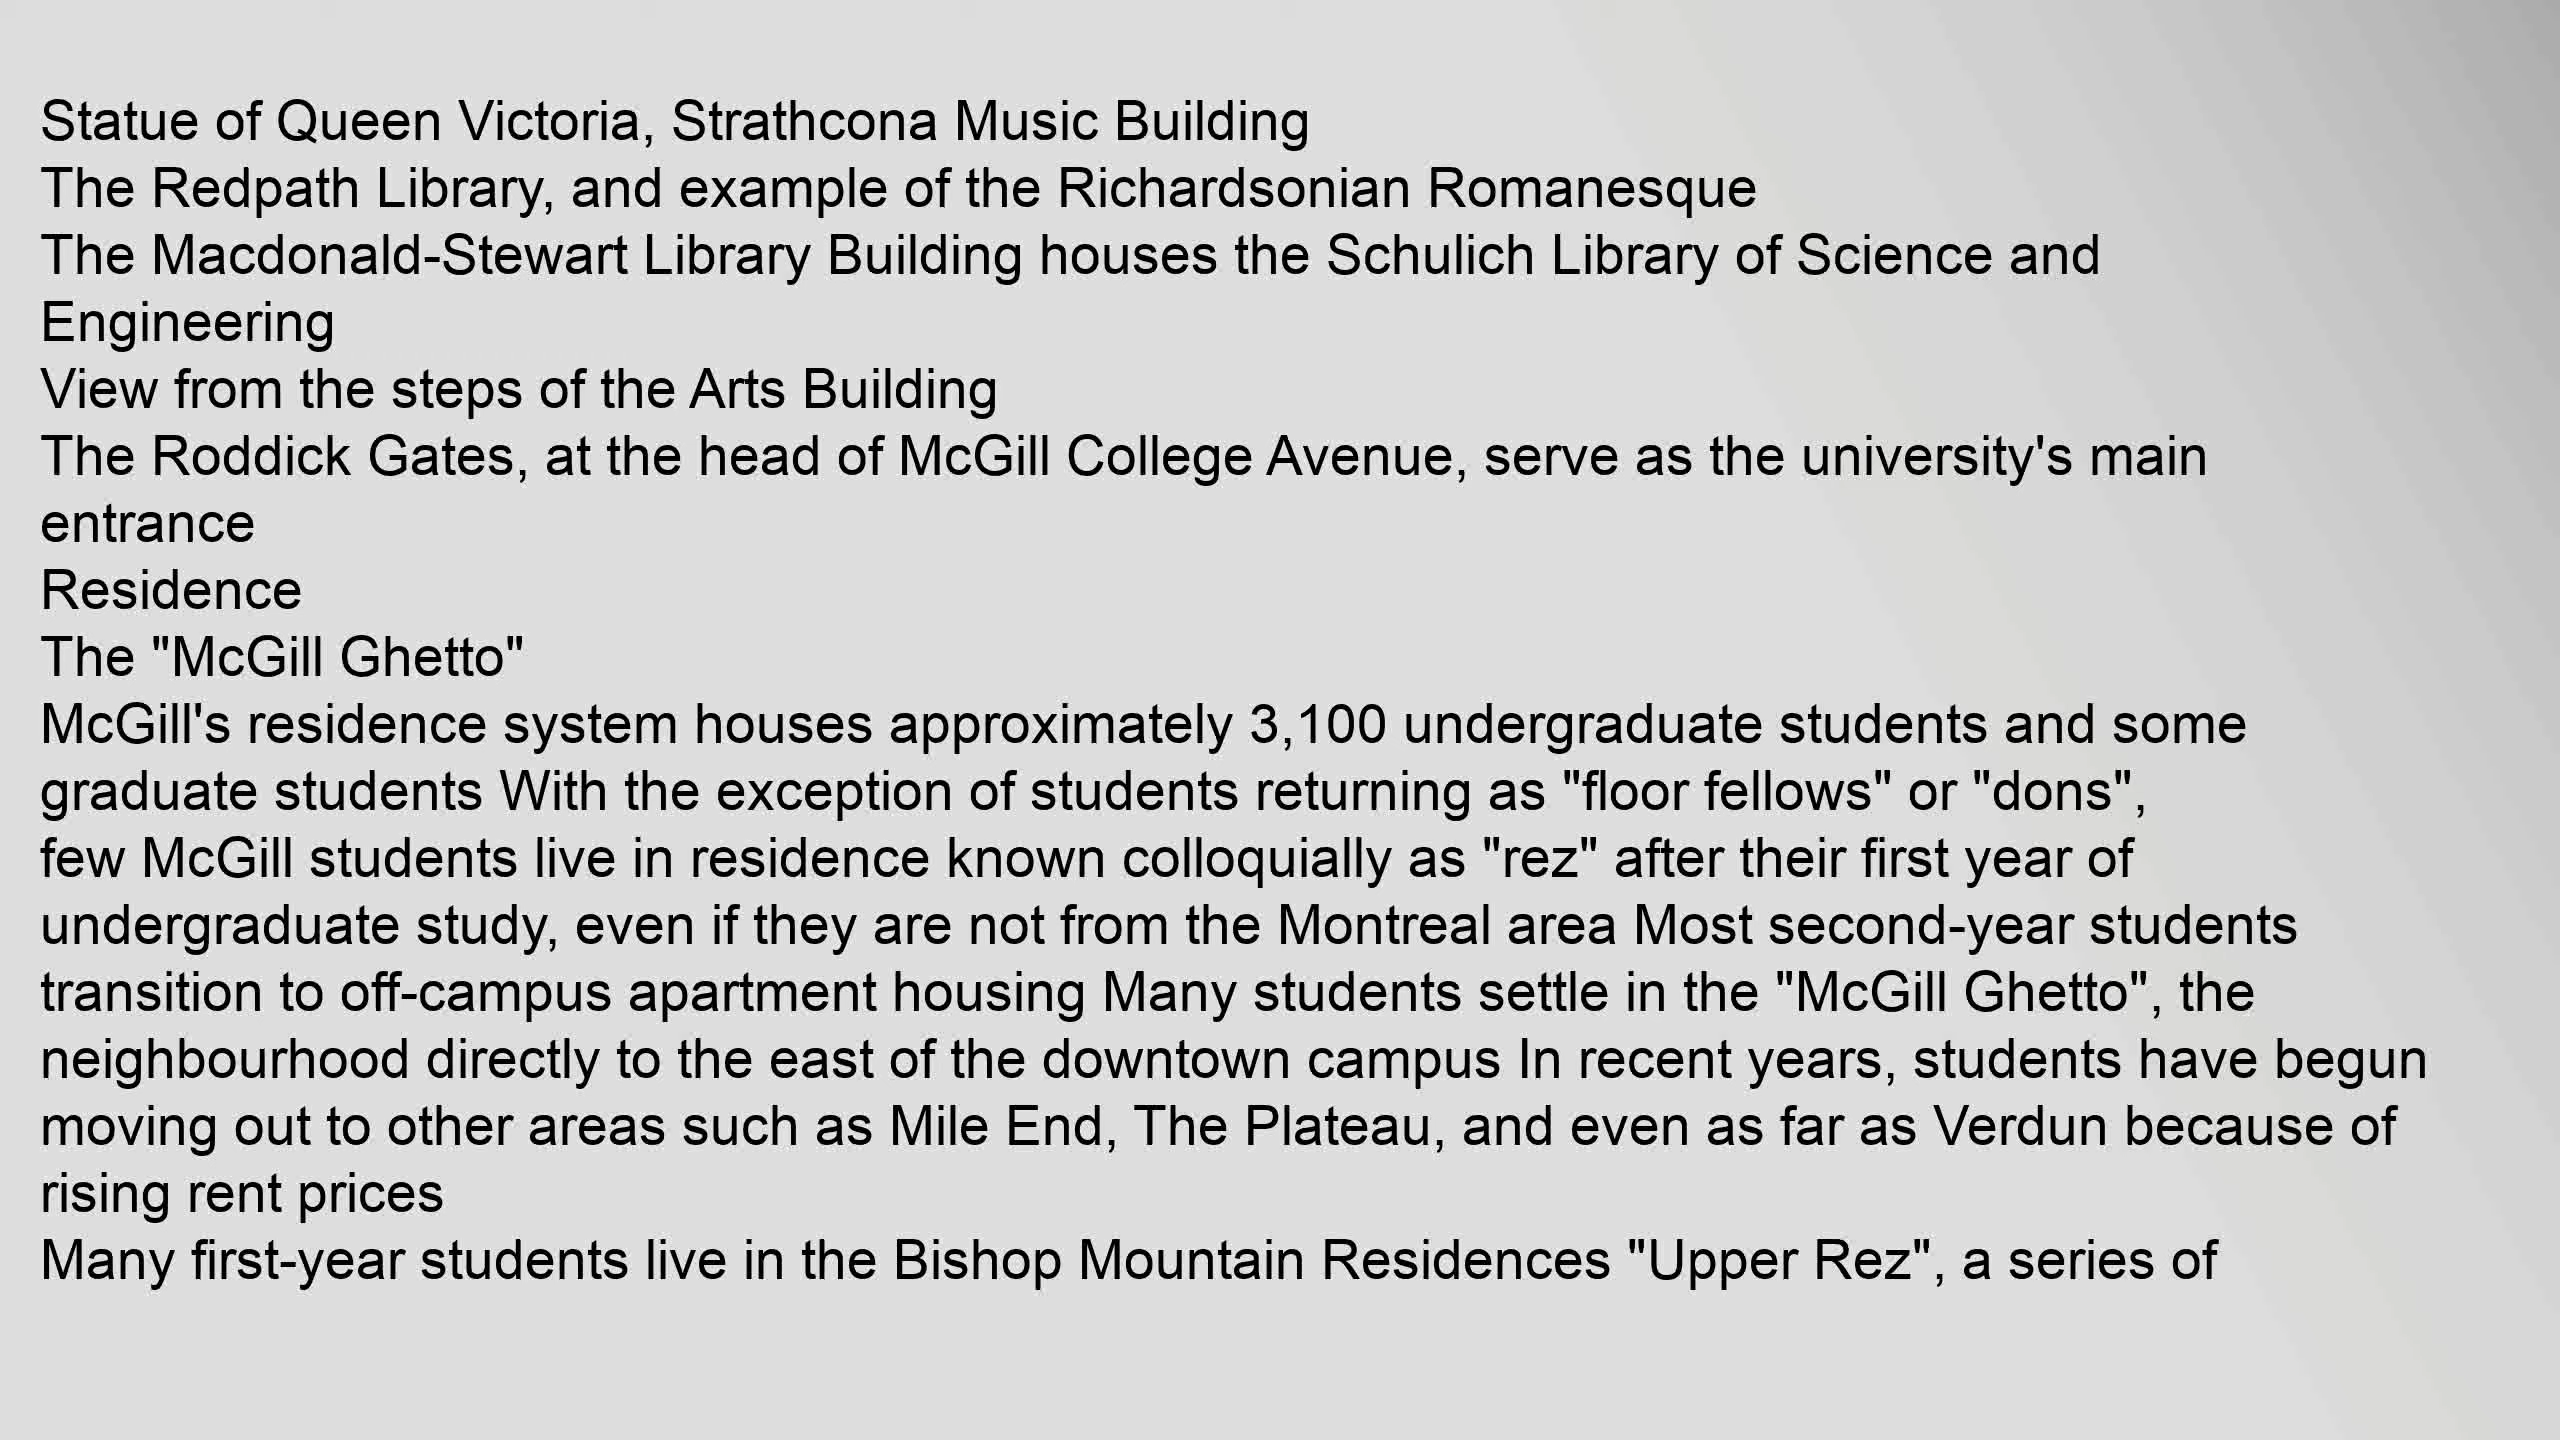 Statue of Queen Victoria, Strathcona Music Building
The Redpath Library, and example of the Richardsonian Romanesque
The Macdonald-Stewart Library Building houses the Schulich Library of Science and
Engineering
View from the steps of the Arts Building
The Roddick Gates, at the head of McGill College Avenue, serve as the university's main
entrance
Residence
The "McGill Ghetto"
McGill's residence system houses approximately 3,100 undergraduate students and some
graduate students With the exception of students returning as "floor fellows" or "dons",
few McGill students live in residence known colloquially as "rez" after their first year of
undergraduate study, even if they are not from the Montreal area Most second-year students
transition to off-campus apartment housing Many students settle in the "McGill Ghetto", the
neighbourhood directly to the east of the downtown campus In recent years, students have begun
moving out to other areas such as Mile End, The Plateau, and even as far as Verdun because of
rising rent prices
Many first-year students live in the Bishop Mountain Residences "Upper Rez", a series of